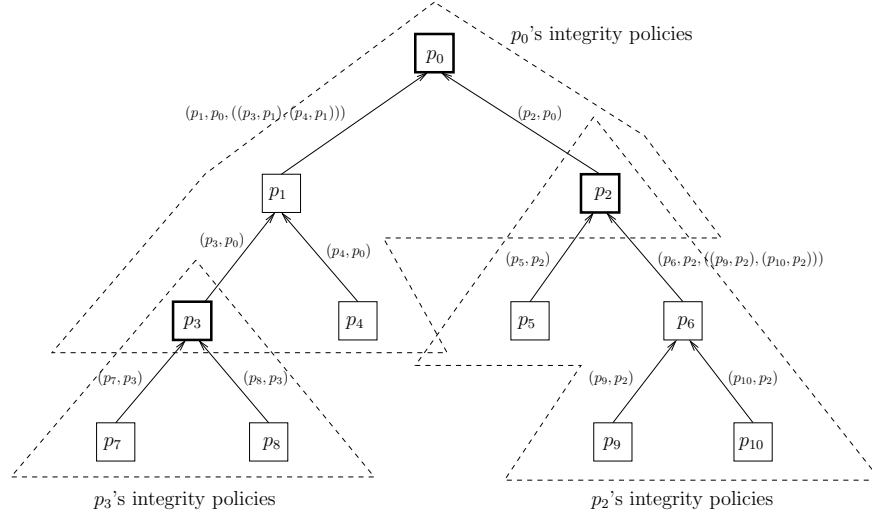 p₀'s integrity policies
p₀
(p₁, p₀, ((p₃, p₁), (p₄, p₁)))
(p₂, p₀)
p₁
p₂
(p₃, p₀)
(p₄, p₀)
(p₅, p₂)
(p₆, p₂, ((p₉, p₂), (p₁₀, p₂)))
p₃
p₄
p₅
p₆
(p₇, p₃)
(p₈, p₃)
(p₉, p₂)
(p₁₀, p₂)
p₇
p₈
p₉
p₁₀
p₃'s integrity policies
p₂'s integrity policies